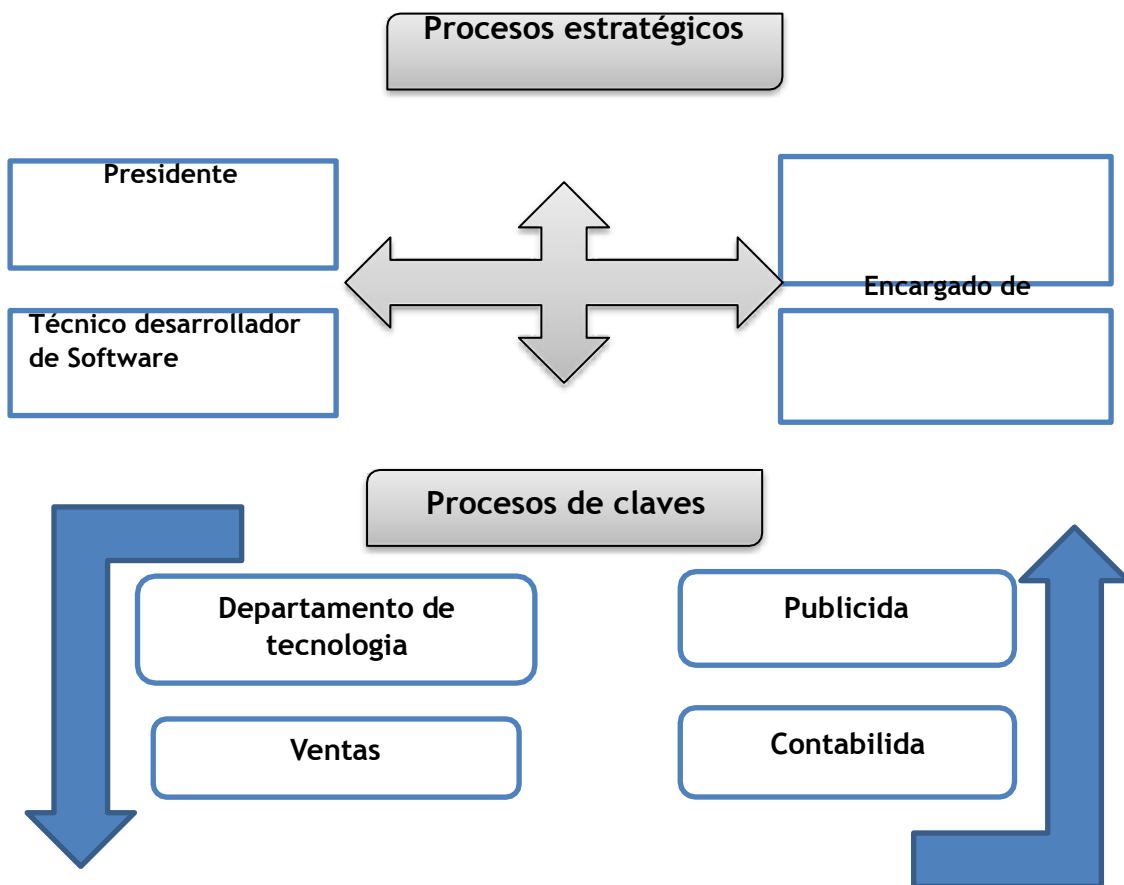 Procesos estratégicos
Presidente
Encargado de
Técnico desarrollador
de Software
Procesos de claves
Departamento de
tecnologia
Publicida
Ventas
Contabilida